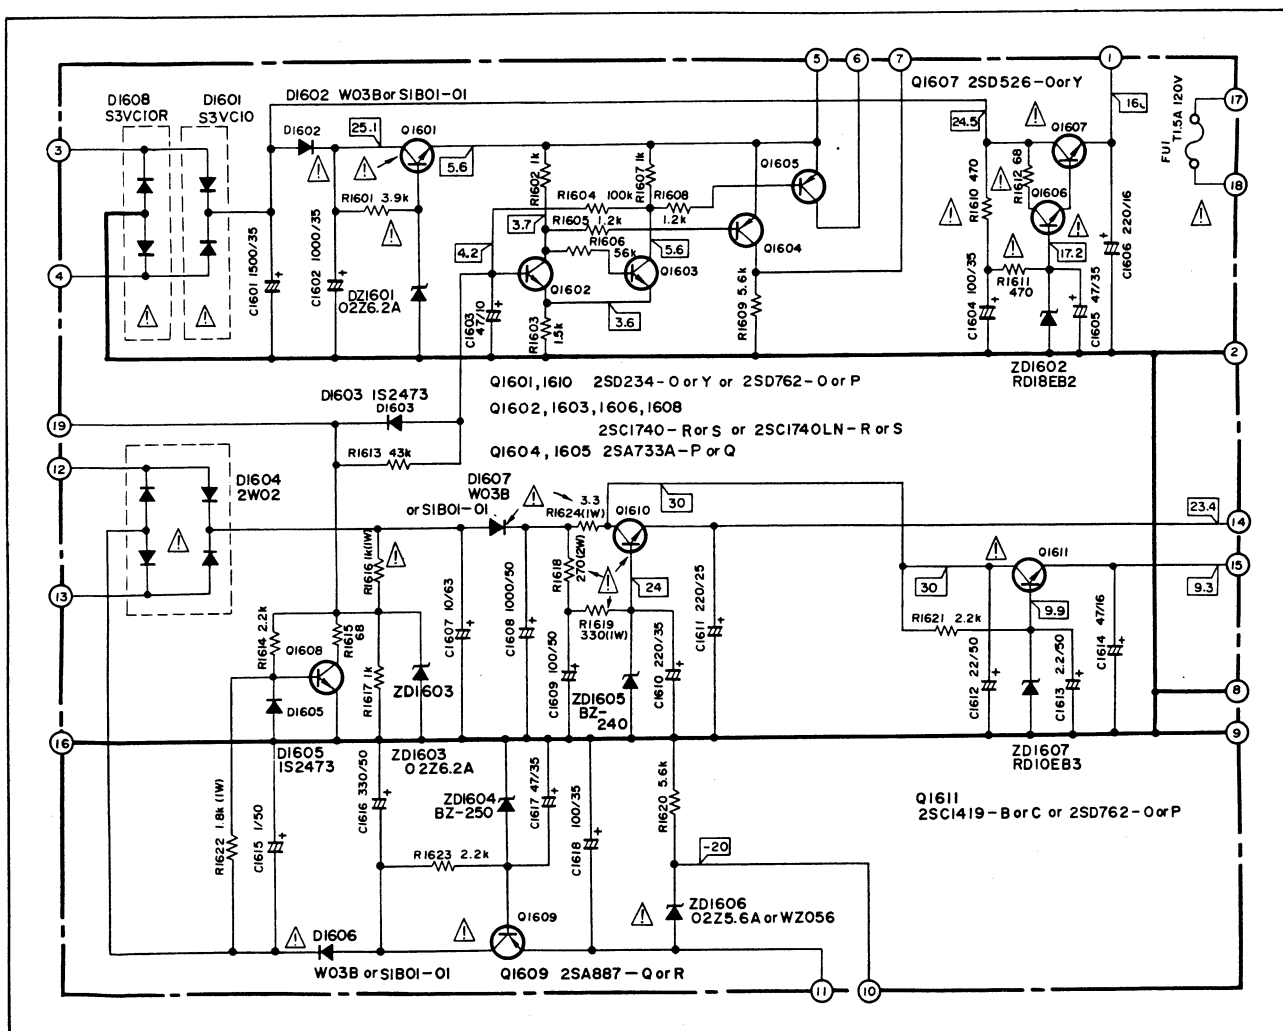 5
6
7
1
Q1607 2SD526-O or Y
17
18
FU1
T1.5A 120V
D1608
S3VC10R
D1601
S3VC10
D1602 W03B or S1B01-01
D1602
25.1
Q1601
5.6
24.5
Q1607
3
4
R1601 3.9k
R1602 1k
R1604 100k
R1607 1k
R1608
1.2k
R1605 1.2k
R1606
56k
3.7
4.2
5.6
3.6
Q1605
Q1604
Q1602
Q1603
R1610 470
R1612 68
Q1606
17.2
R1611
470
C1601 1500/35
C1602 1000/35
DZ1601
02Z6.2A
C1603
47/10
R1603
1.5k
R1609 5.6k
C1604 100/35
C1605 47/35
C1606 220/16
2
ZD1602
RD18EB2
Q1601,1610 2SD234-O or Y or 2SD762-O or P
D1603 1S2473
D1603
Q1602,1603,1606,1608
2SC1740-R or S or 2SC1740LN-R or S
Q1604, 1605 2SA733A-P or Q
19
12
13
R1613 43k
D1604
2W02
D1607
W03B
or S1B01-01
3.3
R1624(1W)
Q1610
30
23.4
14
15
R1616 1k(1W)
R1618
270(2W)
24
R1619
330(1W)
Q1611
30
9.9
9.3
R1621 2.2k
R1614 2.2k
R1615
68
Q1608
R1617 1k
ZD1603
C1607 10/63
C1608 1000/50
C1609 100/50
ZD1605
BZ-
240
C1610 220/35
C1611 220/25
C1612 22/50
C1613 2.2/50
C1614 47/16
D1605
8
9
16
D1605
1S2473
ZD1603
02Z6.2A
ZD1607
RD10EB3
R1622 1.8k (1W)
C1615 1/50
C1616 330/50
ZD1604
BZ-250
C1617 47/35
C1618 100/35
R1620 5.6k
Q1611
2SC1419-B or C or 2SD762-O or P
R1623 2.2k
-20
ZD1606
02Z5.6A or WZ056
D1606
Q1609
W03B or S1B01-01
Q1609 2SA887-Q or R
11
10